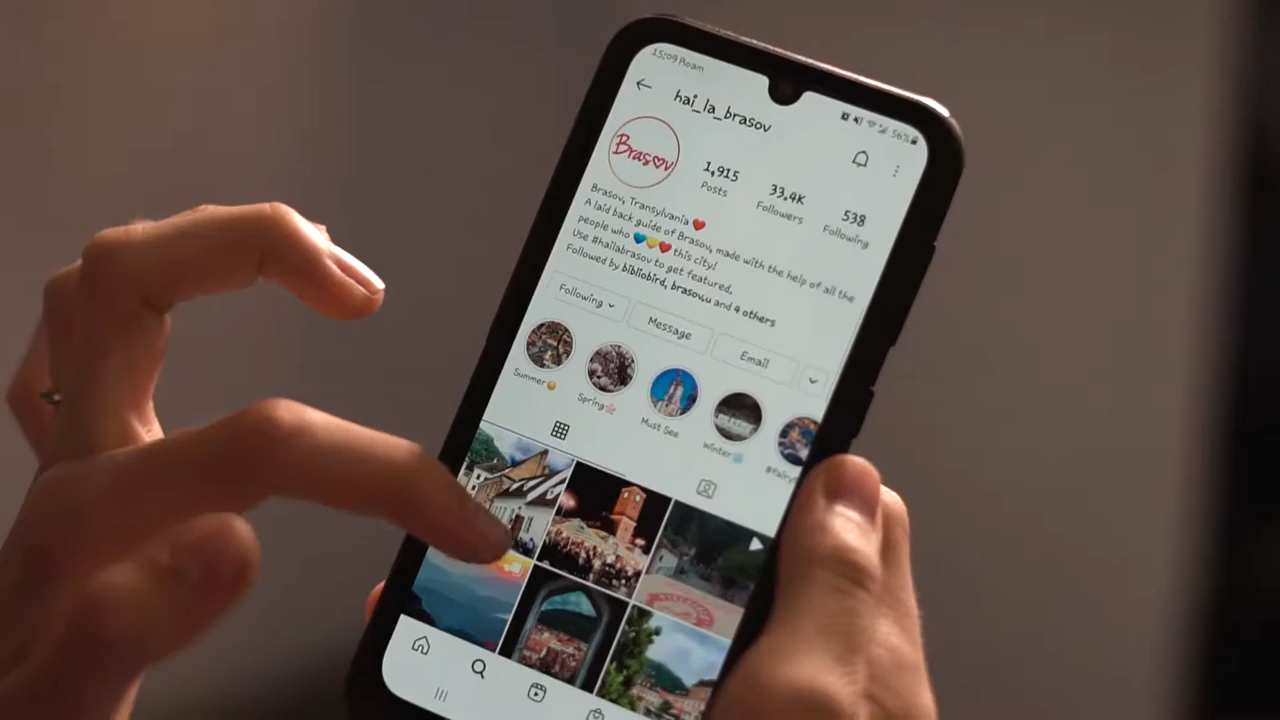 15:09 Roam
56%
hai_la_brasov
Brasov
1,915
Posts
33.4K
Followers
538
Following
Brasov, Transylvania ❤️
A laid back guide of Brasov, made with the help of all the
people who 💙💛❤️ this city!
Use #hailabrasov to get featured.
Followed by bibliobird, brasov.u and 4 others
Following
Message
Email
Summer
Spring🌸
Must See
Winter